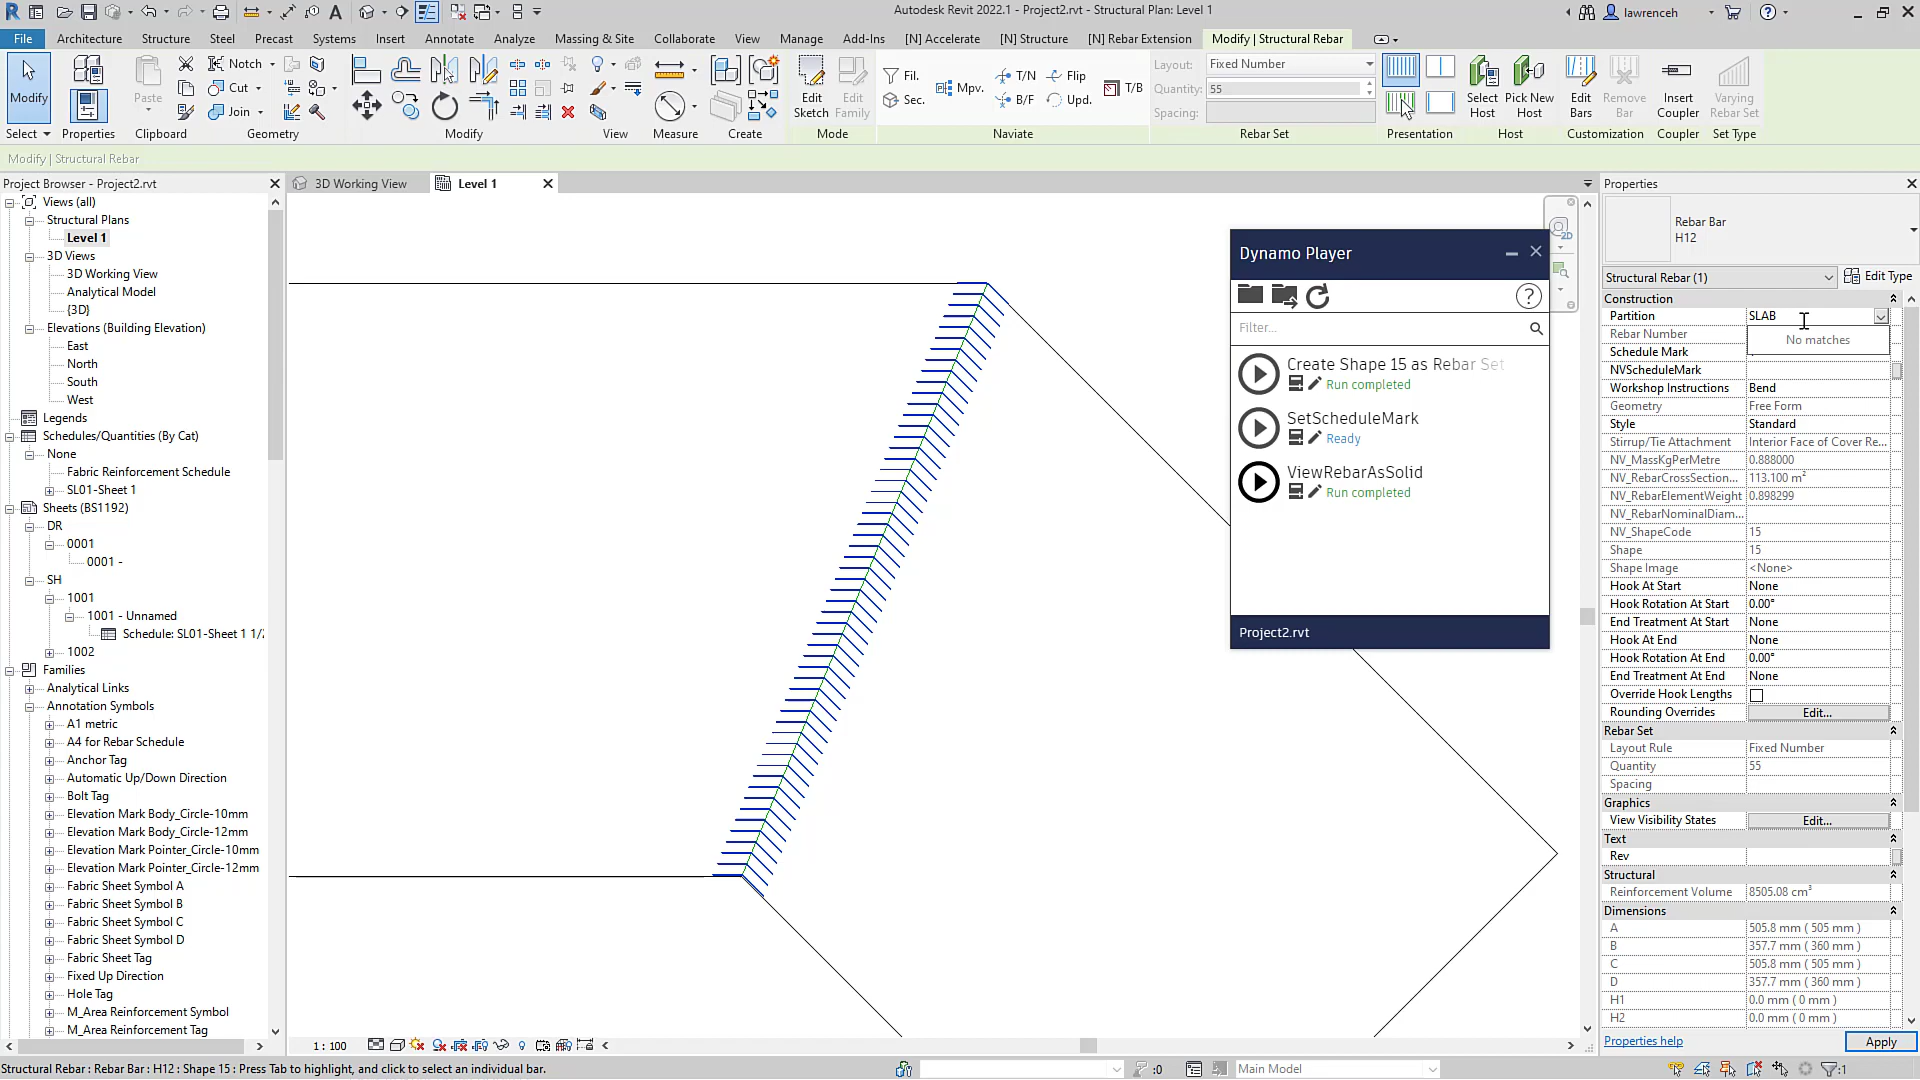 Autodesk Revit 2022.1 - Project2.rvt - Structural Plan: Level 1
lawrenceh
File
Architecture
Structure
Steel
Precast
Systems
Insert
Annotate
Analyze
Massing & Site
Collaborate
View
Manage
Add-Ins
[N] Accelerate
[N] Structure
[N] Rebar Extension
Modify | Structural Rebar
Modify
Select
Properties
Paste
Clipboard
Notch
Cut
Join
Geometry
Modify
View
Measure
Create
Edit Sketch
Edit Family
Mode
Fil.
Sec.
Mpv.
T/N
B/F
Flip
Upd.
T/B
Naviate
Layout: Fixed Number
Quantity: 55
Spacing:
Rebar Set
Presentation
Select Host
Pick New Host
Host
Edit Bars
Remove Bar
Customization
Insert Coupler
Coupler
Varying Rebar Set
Set Type
Modify | Structural Rebar
Project Browser - Project2.rvt
Views (all)
Structural Plans
Level 1
3D Views
3D Working View
Analytical Model
{3D}
Elevations (Building Elevation)
East
North
South
West
Legends
Schedules/Quantities (By Cat)
None
Fabric Reinforcement Schedule
SL01-Sheet 1
Sheets (BS1192)
DR
0001
0001 -
SH
1001
1001 - Unnamed
Schedule: SL01-Sheet 1 1/
1002
Families
Analytical Links
Annotation Symbols
A1 metric
A4 for Rebar Schedule
Anchor Tag
Automatic Up/Down Direction
Bolt Tag
Elevation Mark Body_Circle-10mm
Elevation Mark Body_Circle-12mm
Elevation Mark Pointer_Circle-10mm
Elevation Mark Pointer_Circle-12mm
Fabric Sheet Symbol A
Fabric Sheet Symbol B
Fabric Sheet Symbol C
Fabric Sheet Symbol D
Fabric Sheet Tag
Fixed Up Direction
Hole Tag
M_Area Reinforcement Symbol
M_Area Reinforcement Tag
3D Working View
Level 1
2D
Dynamo Player
Filter...
Create Shape 15 as Rebar Set
Run completed
SetScheduleMark
Ready
ViewRebarAsSolid
Run completed
Project2.rvt
Properties
Rebar Bar
H12
Structural Rebar (1)
Edit Type
Construction
Partition SLAB
Rebar Number
No matches
Schedule Mark
NVScheduleMark
Workshop Instructions Bend
Geometry Free Form
Style Standard
Stirrup/Tie Attachment Interior Face of Cover Re...
NV_MassKgPerMetre 0.888000
NV_RebarCrossSection... 113.100 m²
NV_RebarElementWeight 0.898299
NV_RebarNominalDiam...
NV_ShapeCode 15
Shape 15
Shape Image <None>
Hook At Start None
Hook Rotation At Start 0.00°
End Treatment At Start None
Hook At End None
Hook Rotation At End 0.00°
End Treatment At End None
Override Hook Lengths
Rounding Overrides Edit...
Rebar Set
Layout Rule Fixed Number
Quantity 55
Spacing
Graphics
View Visibility States Edit...
Text
Rev
Structural
Reinforcement Volume 8505.08 cm³
Dimensions
A 505.8 mm ( 505 mm )
B 357.7 mm ( 360 mm )
C 505.8 mm ( 505 mm )
D 357.7 mm ( 360 mm )
H1 0.0 mm ( 0 mm )
H2 0.0 mm ( 0 mm )
Properties help
Apply
1 : 100
Structural Rebar : Rebar Bar : H12 : Shape 15 : Press Tab to highlight, and click to select an individual bar.
:0
Main Model
:1